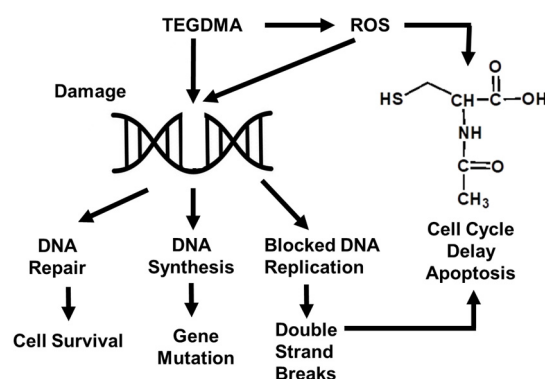 TEGDMA
ROS
Damage
O
HS
CH
C
OH
NH
C
O
CH3
DNA
Repair
DNA
Synthesis
Blocked DNA
Replication
Cell Cycle
Delay
Apoptosis
Cell Survival
Gene
Mutation
Double
Strand
Breaks